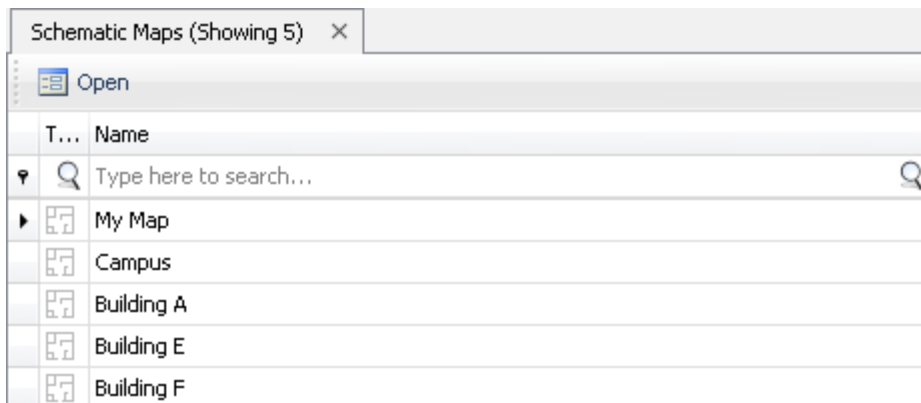 Schematic Maps (Showing 5)
Open
T... Name
Type here to search...
My Map
Campus
Building A
Building E
Building F